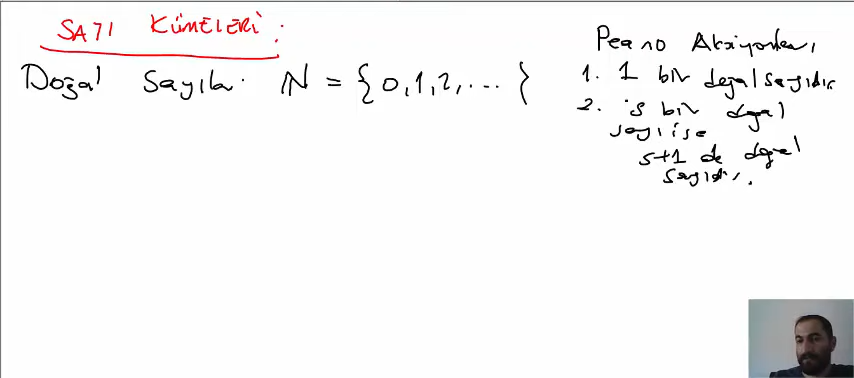 SAYI KÜMELERİ:
Doğal Sayılar N = {0,1,2,...}
Peano Aksiyomları
1. 1 bir doğal sayıdır
2. s bir doğal
sayı ise
s+1 de doğal
sayıdır.